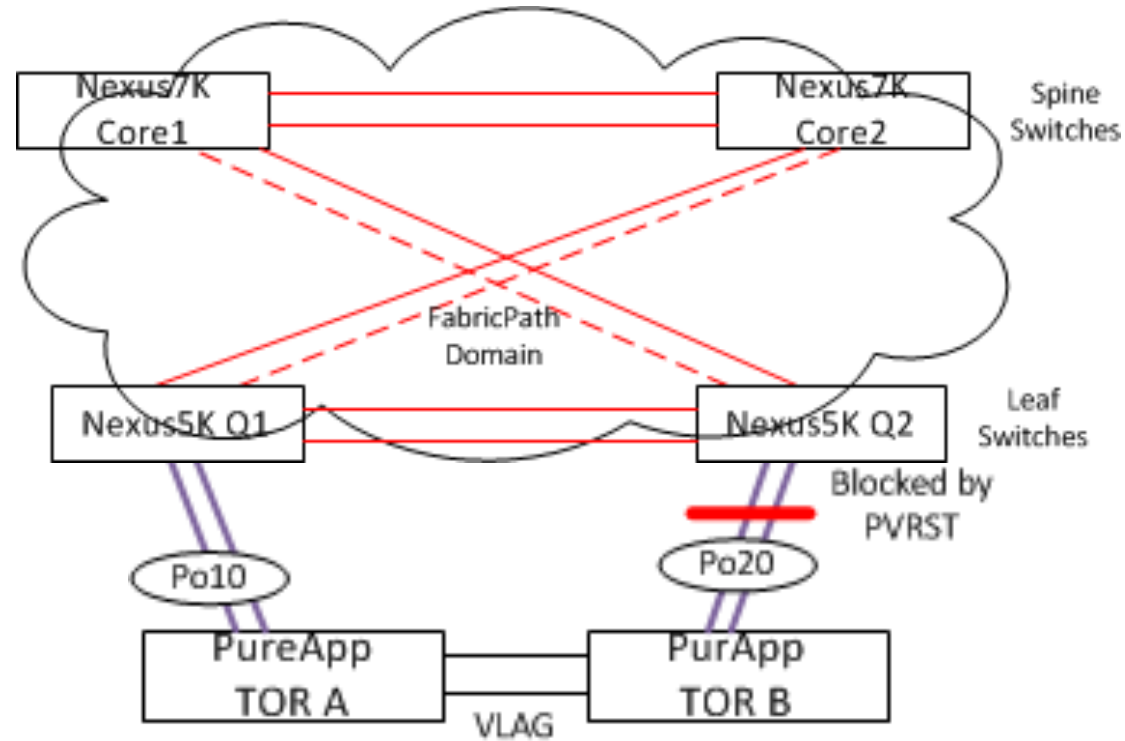 Nexus7K
Core1
Nexus7K
Core2
Spine
Switches
FabricPath
Domain
Nexus5K Q1
Nexus5K Q2
Leaf
Switches
Blocked by
PVRST
Po10
Po20
PureApp
TOR A
PurApp
TOR B
VLAG